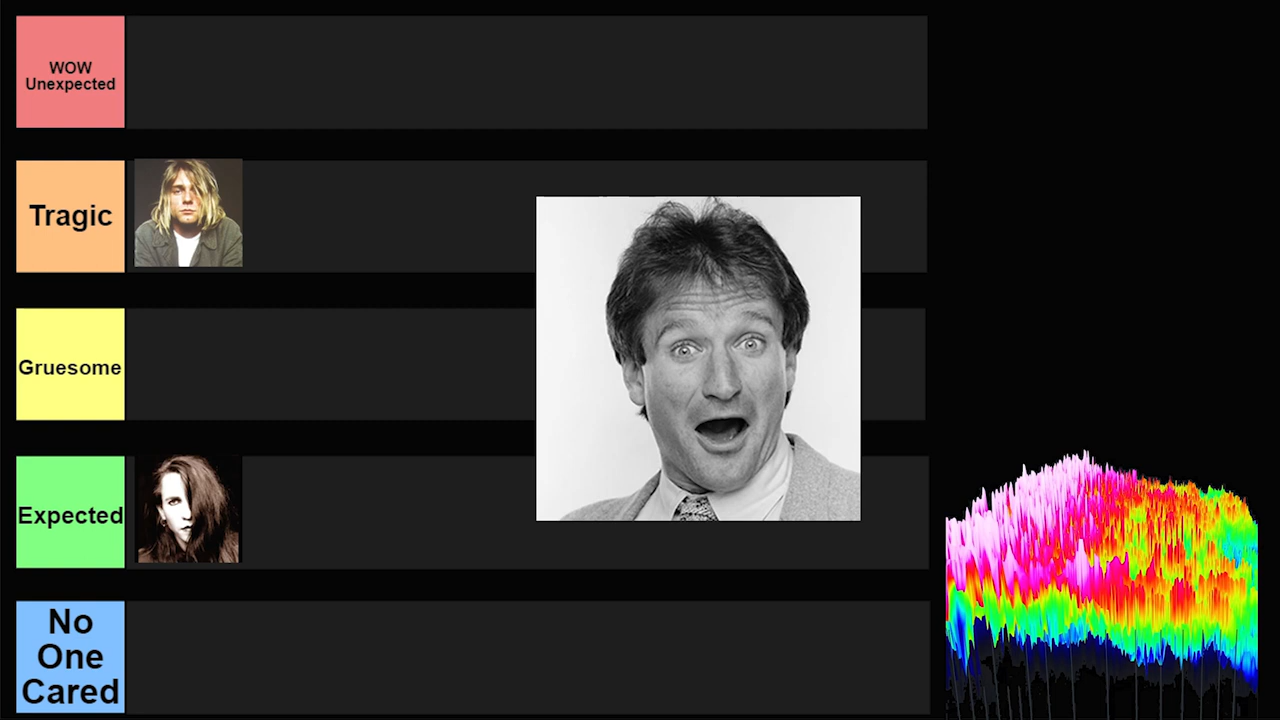 WOW
Unexpected
Tragic
Gruesome
Expected
No
One
Cared